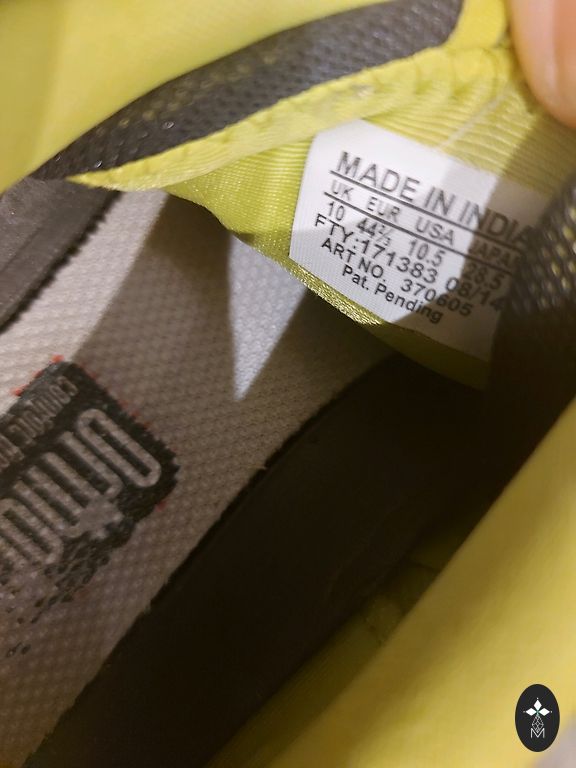 MADE IN INDIA
UK EUR USA JAPAN
10 44⅔ 10.5 28.5
FTY:171383 08/14
ART NO. 370605
Pat. Pending
M